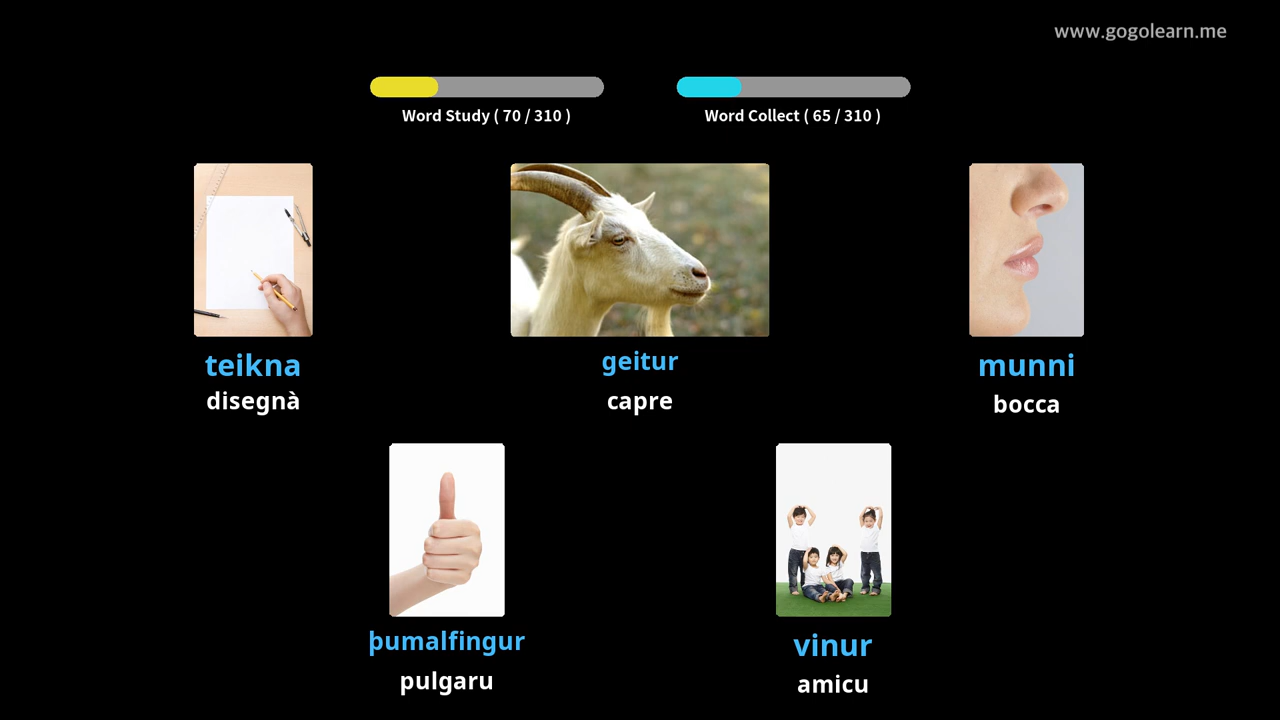 www.gogolearn.me
Word Study ( 70 / 310 )
Word Collect ( 65 / 310 )
teikna
disegnà
geitur
capre
munni
bocca
þumalfingur
pulgaru
vinur
amicu